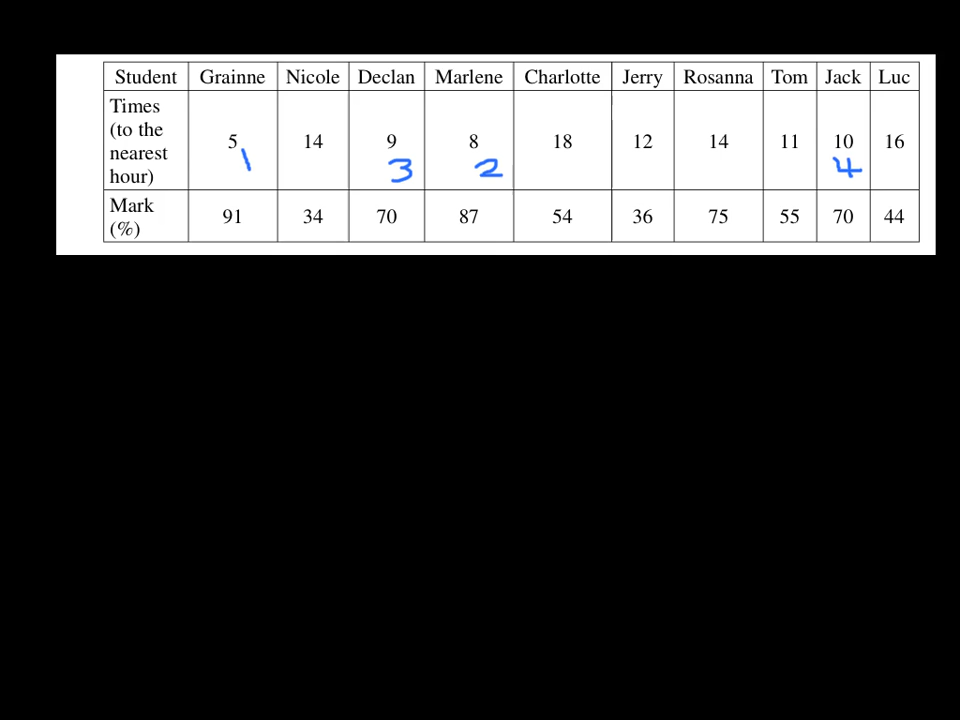 Student Grainne Nicole Declan Marlene Charlotte Jerry Rosanna Tom Jack Luc
Times
(to the
nearest
hour)
5 14 9 8 18 12 14 11 10 16
1 3 2 4
Mark
(%)
91 34 70 87 54 36 75 55 70 44